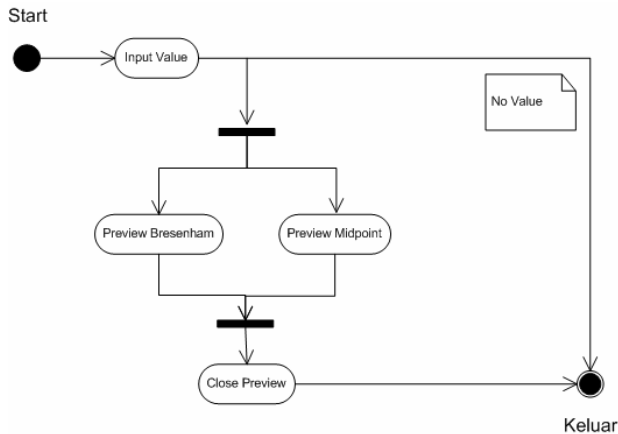 Start
Input Value
No Value
Preview Bresenham
Preview Midpoint
Close Preview
Keluar